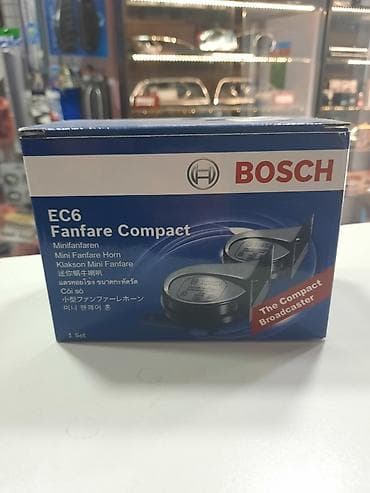 BOSCH
EC6
Fanfare Compact
Minifanfaren
Mini Fanfare Horn
Klakson Mini Fanfare
迷你蜗牛喇叭
แตรหอยโข่ง ขนาดกะทัดรัด
Còi sò
小型ファンファーレホーン
미니 팬페어 혼
The Compact
Broadcaster
1 Set